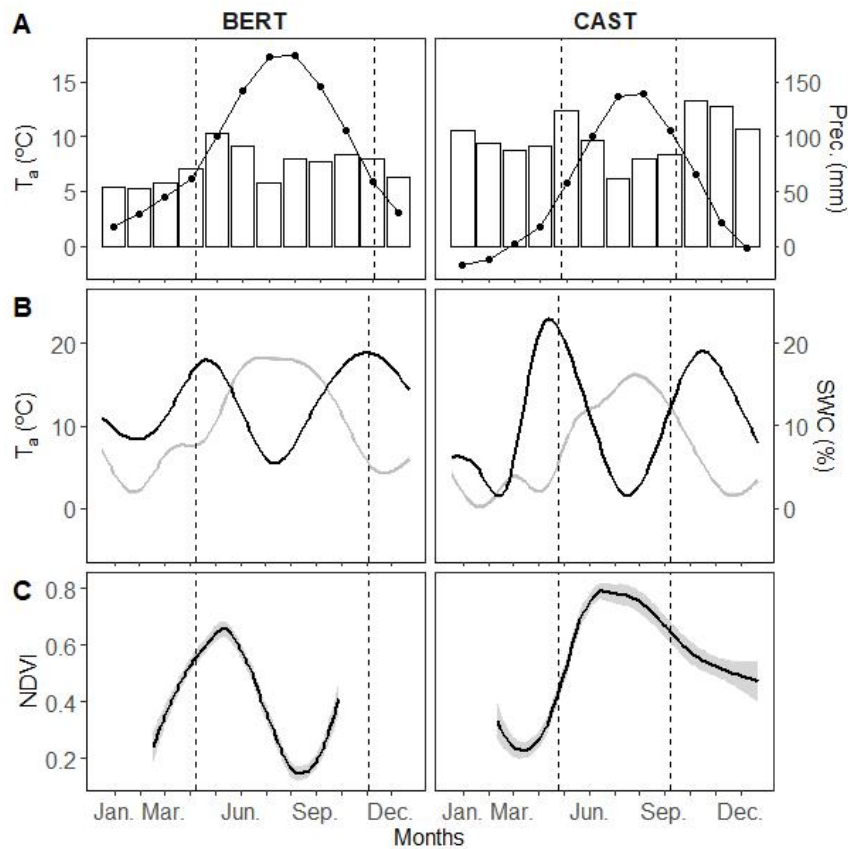 BERT CAST
A
15 10 5 0
Tₐ (ºC)
150 100 50 0
Prec. (mm)
B
20 10 0
Tₐ (ºC)
20 10 0
SWC (%)
C
0.8 0.6 0.4 0.2
NDVI
Jan. Mar. Jun. Sep. Dec. Jan. Mar. Jun. Sep. Dec.
Months